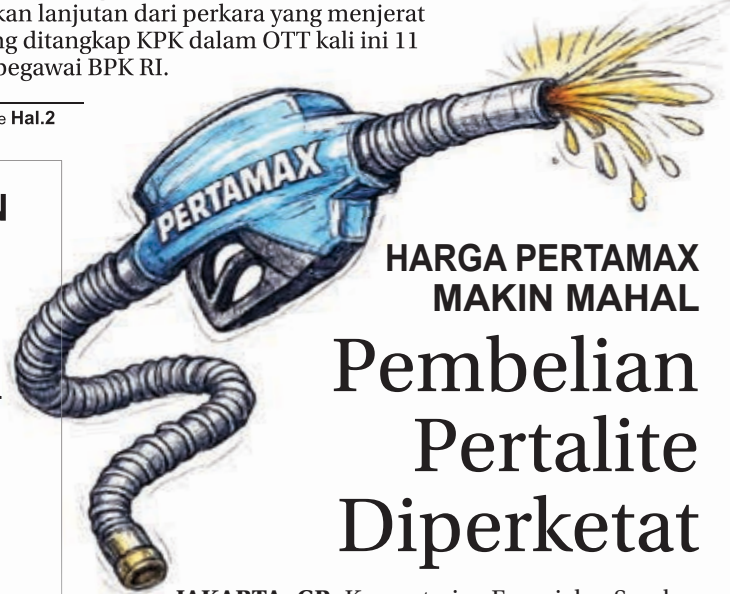 kan lanjutan dari perkara yang menjerat
ng ditangkap KPK dalam OTT kali ini 11
pegawai BPK RI.
e Hal.2
N
PERTAMAX
HARGA PERTAMAX
MAKIN MAHAL
Pembelian
Pertalite
Diperketat